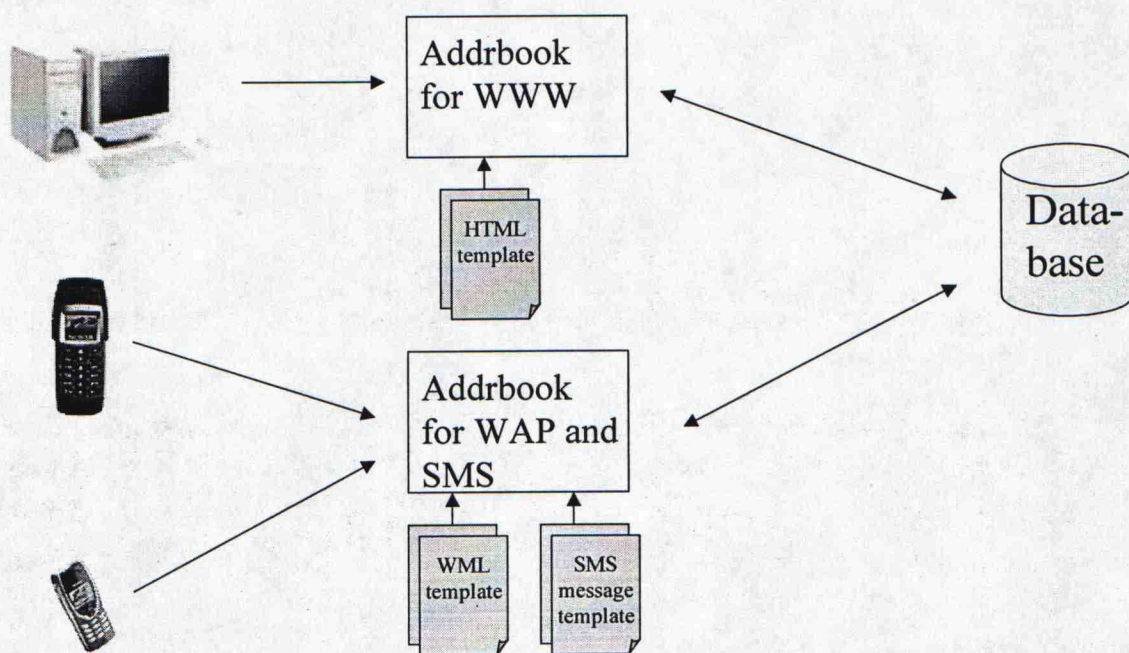 Addrbook
for WWW
HTML
template
Data-
base
Addrbook
for WAP and
SMS
WML
template
SMS
message
template